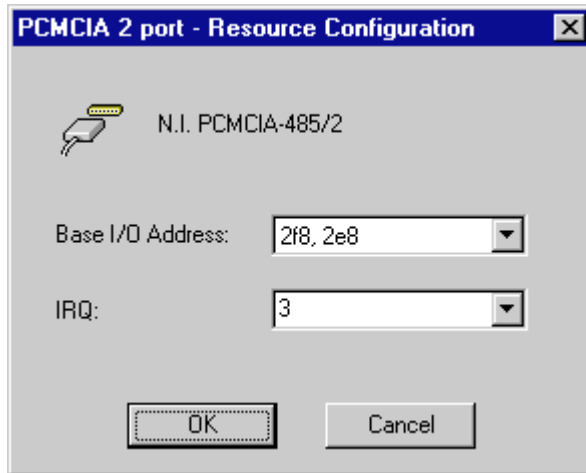 PCMCIA 2 port - Resource Configuration
N.I. PCMCIA-485/2
Base I/O Address: 2f8, 2e8
IRQ: 3
OK Cancel